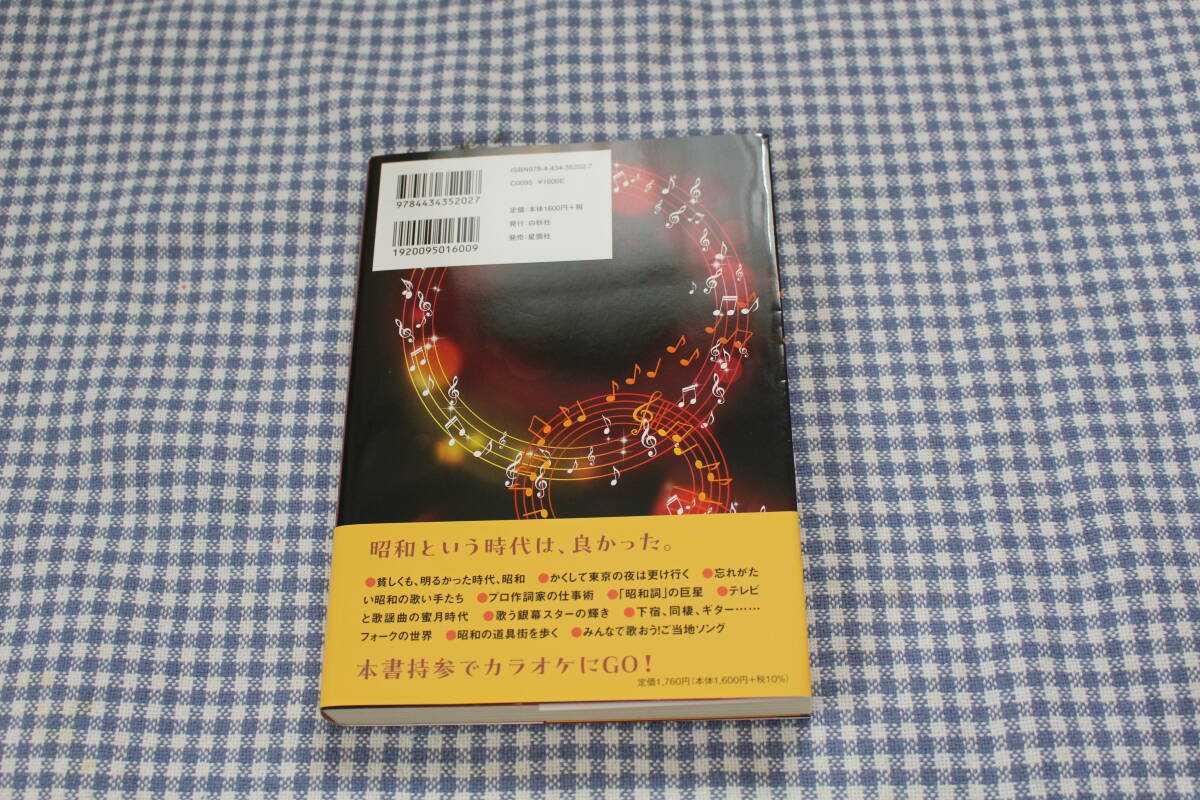 ISBN978-4-434-35202-7
C0095 ¥1600E
定価：本体1600円+税
発行：白秋社
発売：星雲社
9784434352027
1920095016009
昭和という時代は、良かった。
●貧しくも、明るかった時代、昭和 ●かくして東京の夜は更け行く ●忘れがた
い昭和の歌い手たち ●プロ作詞家の仕事術 ●「昭和詞」の巨星 ●テレビ
と歌謡曲の蜜月時代 ●歌う銀幕スターの輝き ●下宿、同棲、ギター……
フォークの世界 ●昭和の道具街を歩く ●みんなで歌おう!ご当地ソング
本書持参でカラオケにGO!
定価1,760円(本体1,600円+税10%)